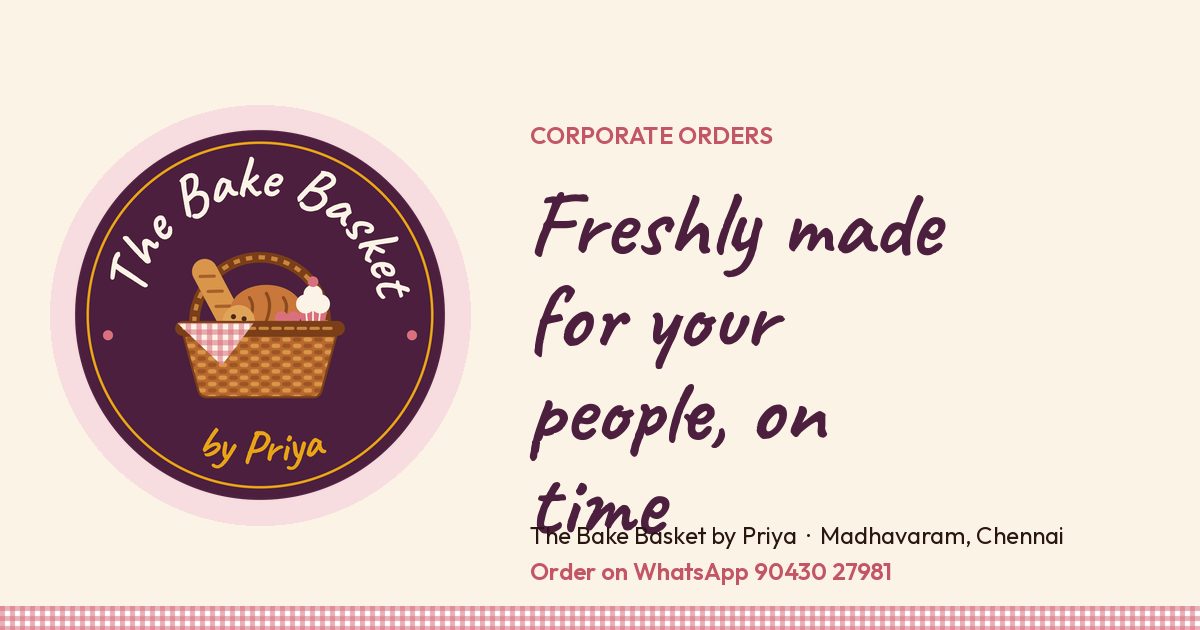 The Bake Basket
by Priya
CORPORATE ORDERS
Freshly made
for your
people, on
time
The Bake Basket by Priya · Madhavaram, Chennai
Order on WhatsApp 90430 27981